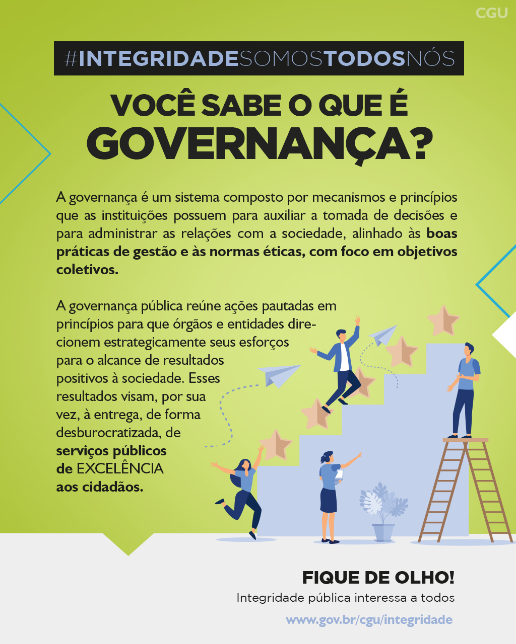 CGU
#INTEGRIDADESOMOSTODOSNÓS
VOCÊ SABE O QUE É
GOVERNANÇA?
A governança é um sistema composto por mecanismos e princípios
que as instituições possuem para auxiliar a tomada de decisões e
para administrar as relações com a sociedade, alinhado às boas
práticas de gestão e às normas éticas, com foco em objetivos
coletivos.
A governança pública reúne ações pautadas em
princípios para que órgãos e entidades dire-
cionem estrategicamente seus esforços
para o alcance de resultados
positivos à sociedade. Esses
resultados visam, por sua
vez, à entrega, de forma
desburocratizada, de
serviços públicos
de EXCELÊNCIA
aos cidadãos.
FIQUE DE OLHO!
Integridade pública interessa a todos
www.gov.br/cgu/integridade